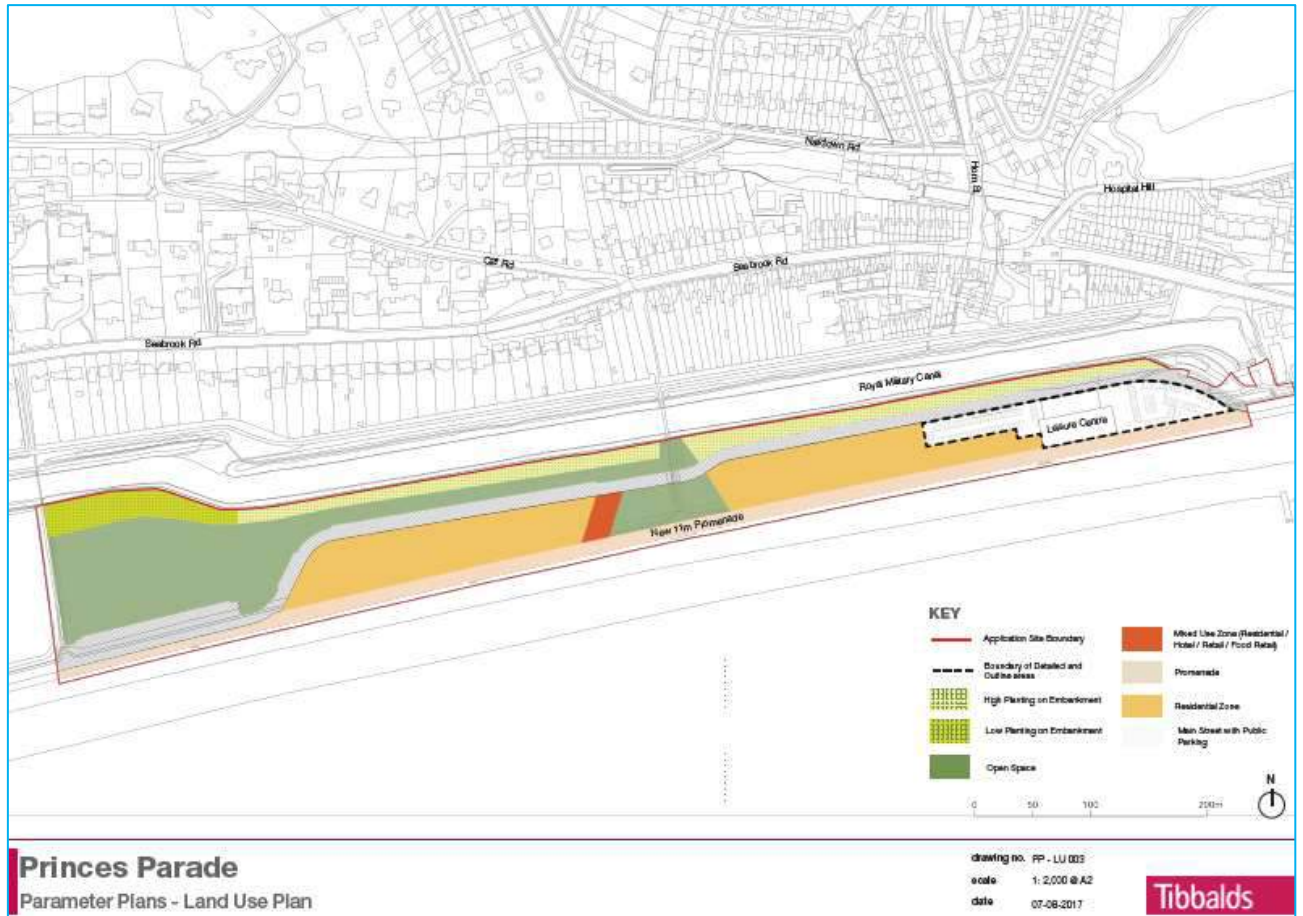 Naildown Rd
Horn St
Hospital Hill
Cliff Rd
Seabrook Rd
Seabrook Rd
Royal Military Canal
Leisure Centre
New 11m Promenade
KEY
Application Site Boundary
Boundary of Detailed and
Outline areas
High Planting on Embankment
Low Planting on Embankment
Open Space
Mixed Use Zone (Residential /
Hotel / Retail / Food Retail)
Promenade
Residential Zone
Main Street with Public
Parking
N
0 50 100 200m
Princes Parade
Parameter Plans - Land Use Plan
drawing no. PP - LU 003
scale 1: 2,000 @ A2
date 07-08-2017
Tibbalds